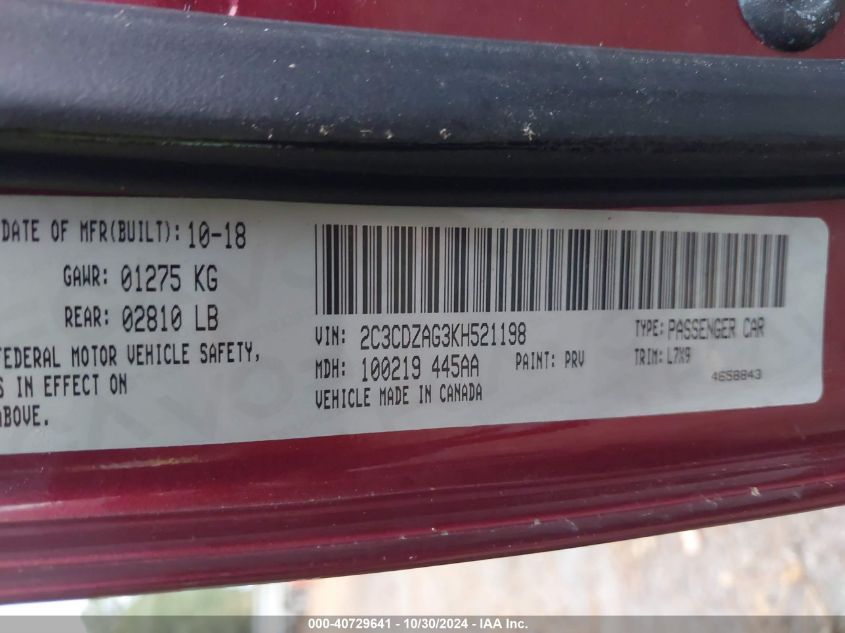 DATE OF MFR(BUILT): 10-18
GAWR: 01275 KG
REAR: 02810 LB
FEDERAL MOTOR VEHICLE SAFETY,
S IN EFFECT ON
ABOVE.
VIN: 2C3CDZAG3KH521198
TYPE: PASSENGER CAR
MDH: 100219 445AA
PAINT: PRV
TRIM: L7X9
VEHICLE MADE IN CANADA
4658843
000-40729641 - 10/30/2024 - IAA Inc.